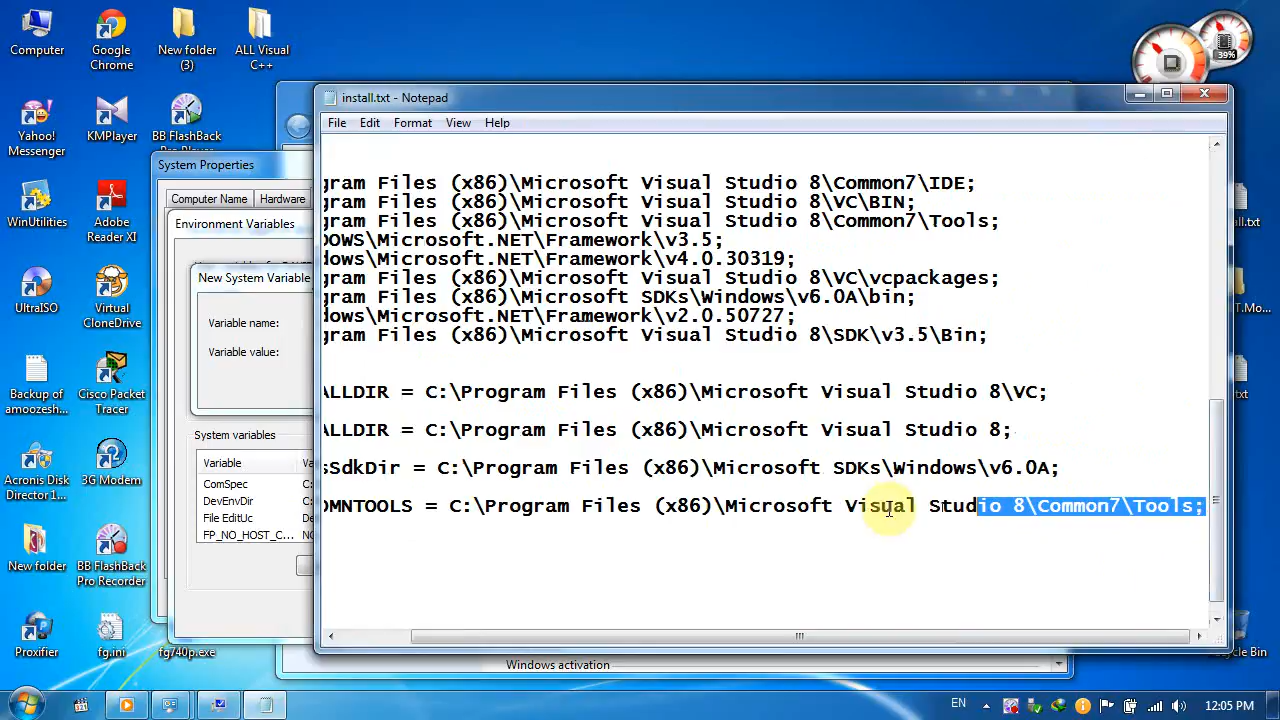 Computer
Google Chrome
New folder (3)
ALL Visual C++
39%
Yahoo! Messenger
KMPlayer
BB FlashBack
WinUtilities
Adobe Reader XI
UltraISO
Virtual CloneDrive
Backup of amoozesh...
Cisco Packet Tracer
Acronis Disk Director 1...
3G Modem
New folder
BB FlashBack Pro Recorder
Proxifier
fg.ini
fg740p.exe
System Properties
Computer Name
Hardware
Environment Variables
New System Variable
Variable name:
Variable value:
System variables
Variable
ComSpec
DevEnvDir
File EditUc
FP_NO_HOST_C...
install.txt - Notepad
File Edit Format View Help
gram Files (x86)\Microsoft Visual Studio 8\Common7\IDE;
gram Files (x86)\Microsoft Visual Studio 8\VC\BIN;
gram Files (x86)\Microsoft Visual Studio 8\Common7\Tools;
DOWS\Microsoft.NET\Framework\v3.5;
dows\Microsoft.NET\Framework\v4.0.30319;
gram Files (x86)\Microsoft Visual Studio 8\VC\vcpackages;
gram Files (x86)\Microsoft SDKs\Windows\v6.0A\bin;
dows\Microsoft.NET\Framework\v2.0.50727;
gram Files (x86)\Microsoft Visual Studio 8\SDK\v3.5\Bin;
ALLDIR = C:\Program Files (x86)\Microsoft Visual Studio 8\VC;
ALLDIR = C:\Program Files (x86)\Microsoft Visual Studio 8;
sSdkDir = C:\Program Files (x86)\Microsoft SDKs\Windows\v6.0A;
OMNTOOLS = C:\Program Files (x86)\Microsoft Visual Studio 8\Common7\Tools;
Windows activation
EN
12:05 PM